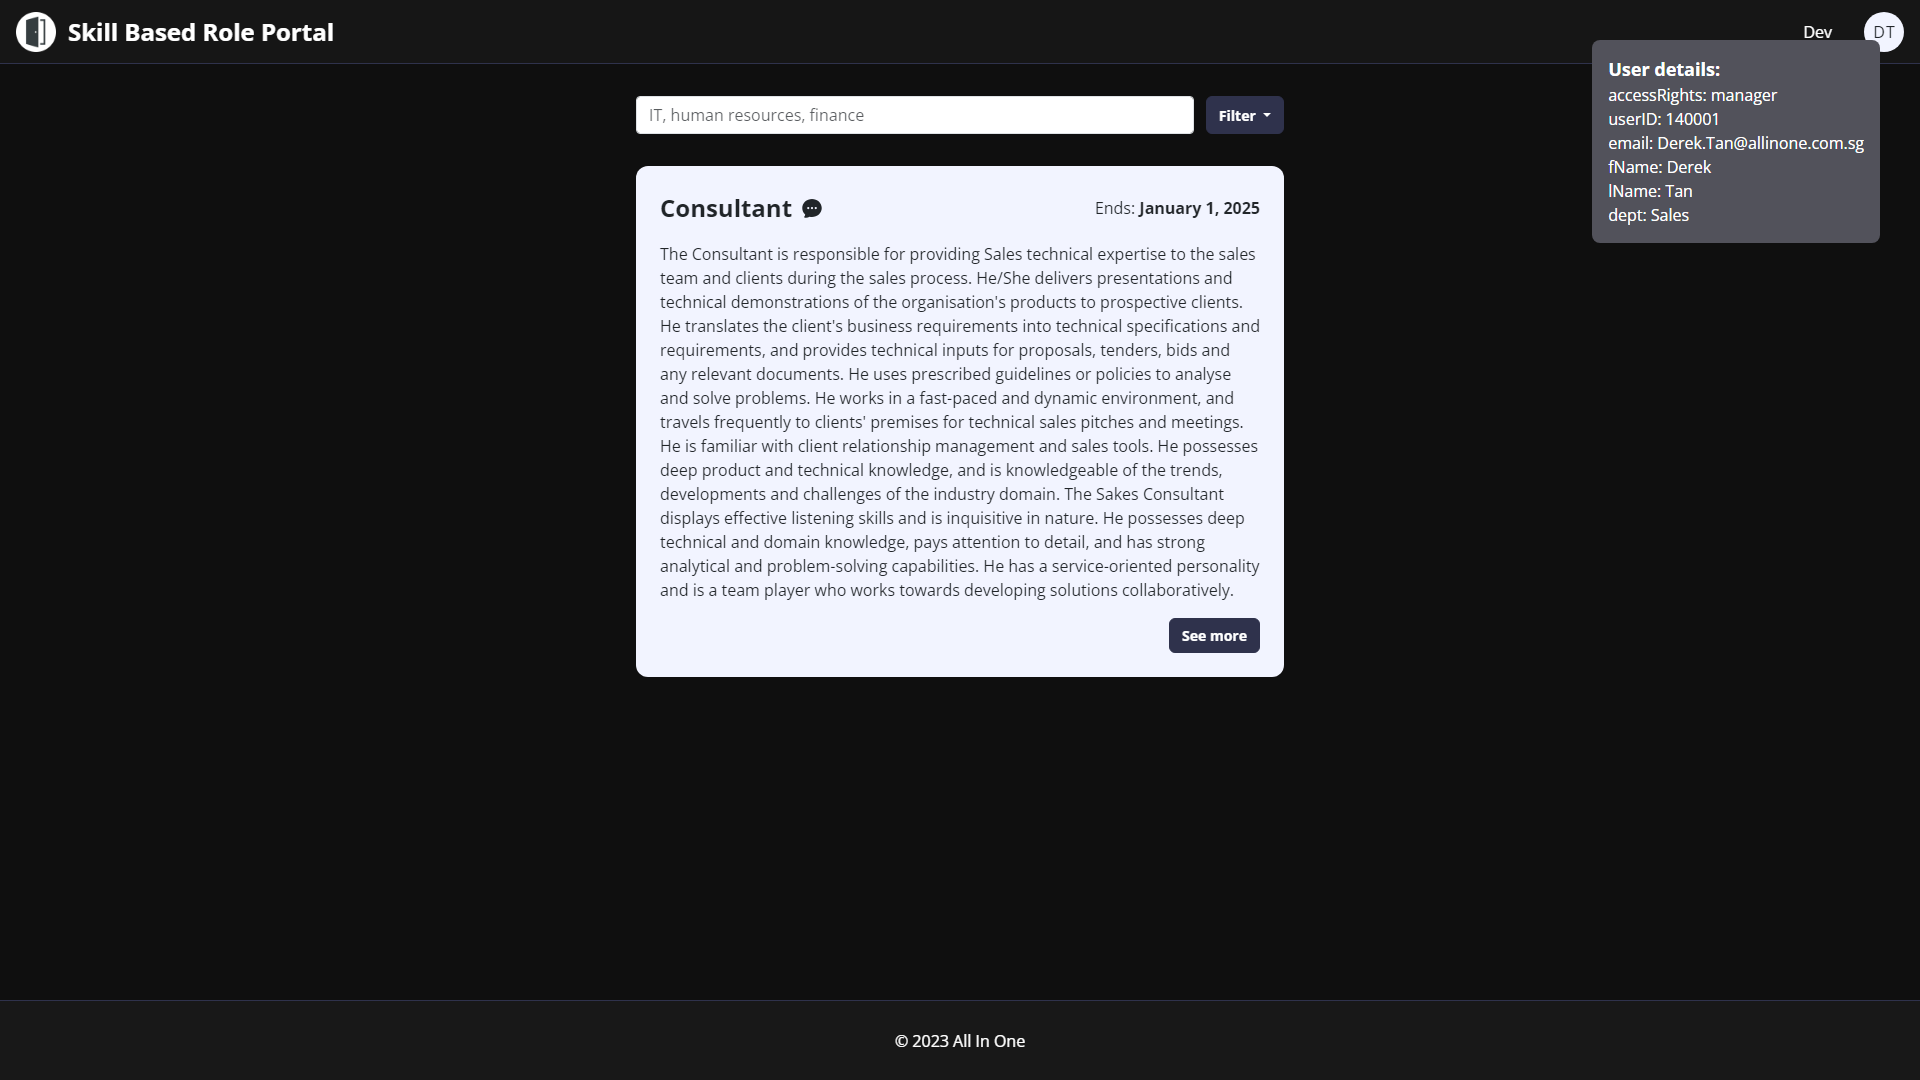 Skill Based Role Portal
Dev
DT
User details:
accessRights: manager
userID: 140001
email: Derek.Tan@allinone.com.sg
fName: Derek
lName: Tan
dept: Sales
IT, human resources, finance
Filter
Consultant
Ends: January 1, 2025
The Consultant is responsible for providing Sales technical expertise to the sales
team and clients during the sales process. He/She delivers presentations and
technical demonstrations of the organisation's products to prospective clients.
He translates the client's business requirements into technical specifications and
requirements, and provides technical inputs for proposals, tenders, bids and
any relevant documents. He uses prescribed guidelines or policies to analyse
and solve problems. He works in a fast-paced and dynamic environment, and
travels frequently to clients' premises for technical sales pitches and meetings.
He is familiar with client relationship management and sales tools. He possesses
deep product and technical knowledge, and is knowledgeable of the trends,
developments and challenges of the industry domain. The Sakes Consultant
displays effective listening skills and is inquisitive in nature. He possesses deep
technical and domain knowledge, pays attention to detail, and has strong
analytical and problem-solving capabilities. He has a service-oriented personality
and is a team player who works towards developing solutions collaboratively.
See more
© 2023 All In One